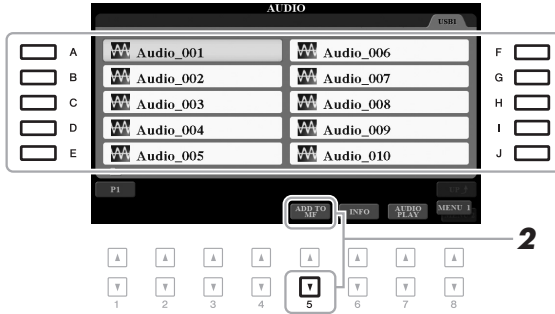 AUDIO
USB1
A Audio_001 Audio_006 F
B Audio_002 Audio_007 G
C Audio_003 Audio_008 H
D Audio_004 Audio_009 I
E Audio_005 Audio_010 J
P1 UP
ADD TO MF INFO AUDIO PLAY MENU 1
2
1 2 3 4 5 6 7 8